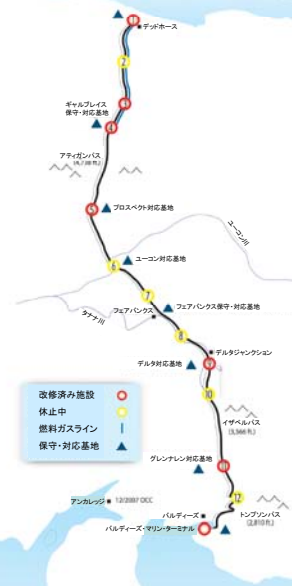 1
デッドホース
2
3
ギャルブレイス
保守・対応基地
4
アティガンパス
(4,738 ft.)
5
プロスペクト対応基地
ユーコン川
ユーコン対応基地
6
7
フェアバンクス保守・対応基地
フェアバンクス
タナナ川
8
デルタジャンクション
9
デルタ対応基地
10
改修済み施設
休止中
燃料ガスライン
保守・対応基地
イザベルパス
グレンナレン対応基地
11
12
アンカレッジ
12/2007 OCC
トンプソンパス
(2,810 ft.)
バルディーズ
バルディーズ・マリン・ターミナル